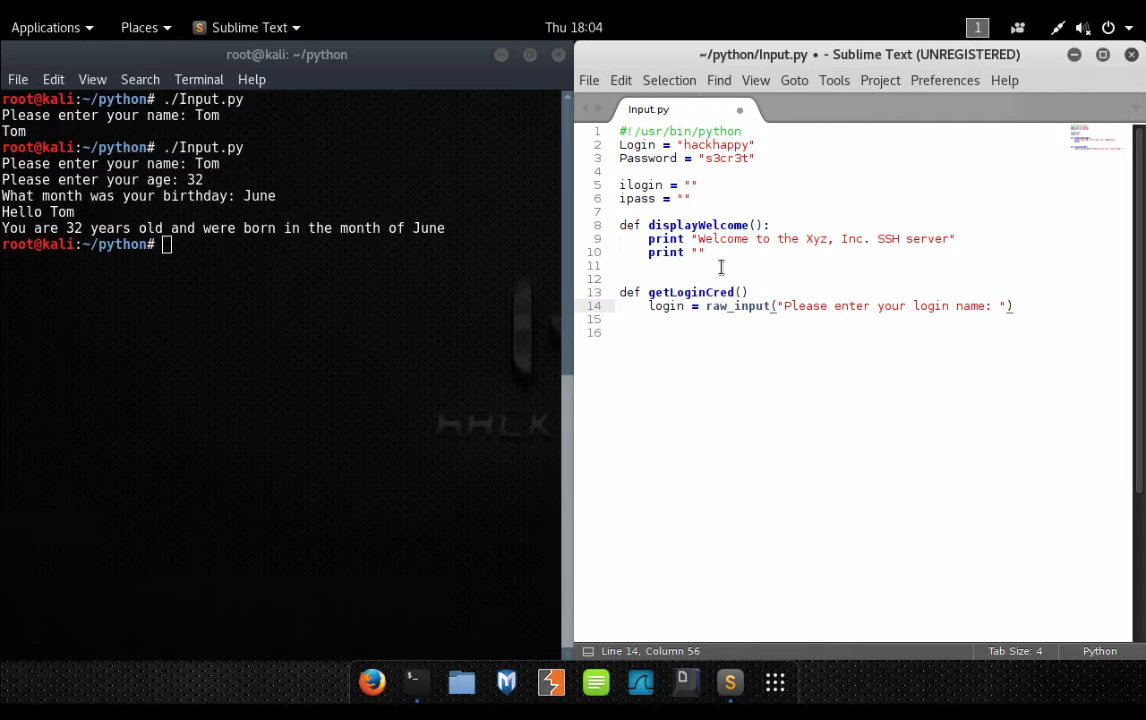 Applications
Places
Sublime Text
Thu 18:04
1
root@kali: ~/python
File Edit View Search Terminal Help
root@kali:~/python# ./Input.py
Please enter your name: Tom
Tom
root@kali:~/python# ./Input.py
Please enter your name: Tom
Please enter your age: 32
What month was your birthday: June
Hello Tom
You are 32 years old and were born in the month of June
root@kali:~/python#
~/python/Input.py • - Sublime Text (UNREGISTERED)
File Edit Selection Find View Goto Tools Project Preferences Help
Input.py
1 #!/usr/bin/python
2 Login = "hackhappy"
3 Password = "s3cr3t"
4
5 ilogin = ""
6 ipass = ""
7
8 def displayWelcome():
9 print "Welcome to the Xyz, Inc. SSH server"
10 print ""
11
12
13 def getLoginCred()
14 login = raw_input("Please enter your login name: ")
15
16
Line 14, Column 56
Tab Size: 4
Python